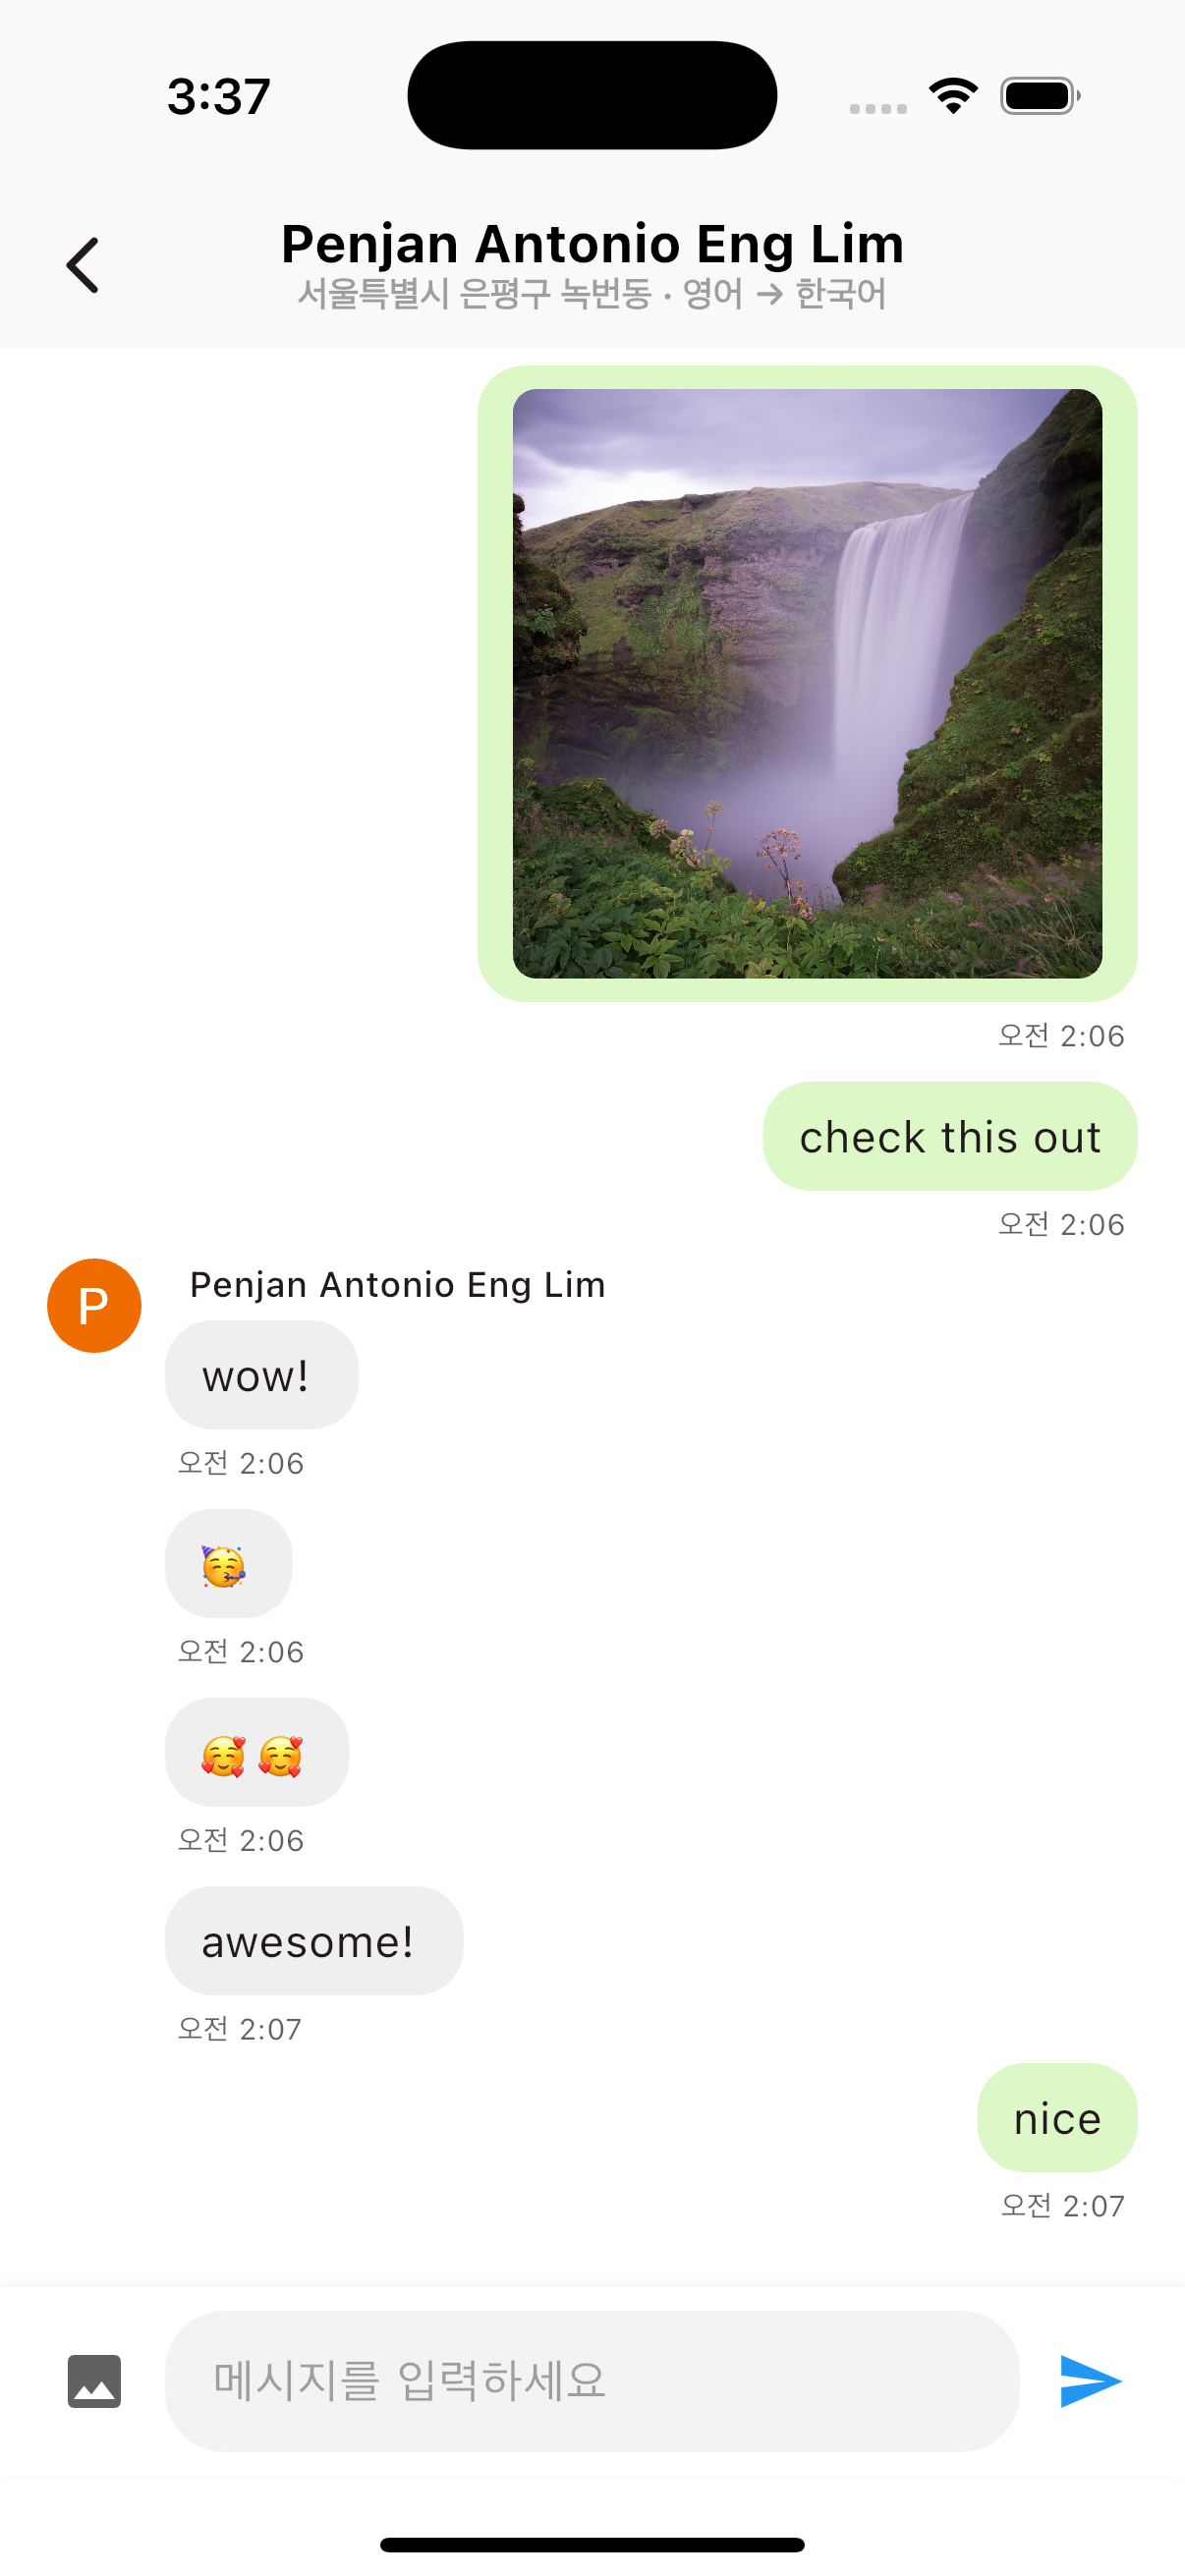 3:37
Penjan Antonio Eng Lim
서울특별시 은평구 녹번동 · 영어 → 한국어
오전 2:06
check this out
오전 2:06
P
Penjan Antonio Eng Lim
wow!
오전 2:06
🥳
오전 2:06
🥰 🥰
오전 2:06
awesome!
오전 2:07
nice
오전 2:07
메시지를 입력하세요